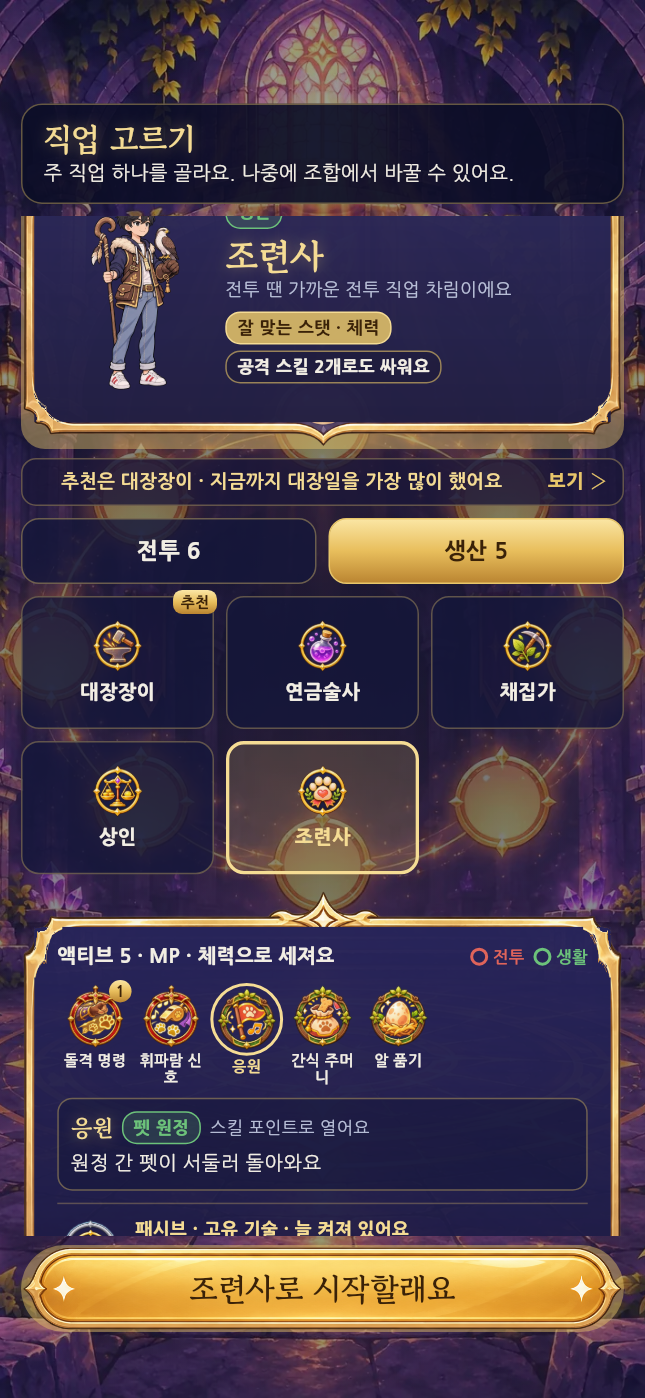 직업 고르기
주 직업 하나를 골라요. 나중에 조합에서 바꿀 수 있어요.
조련사
전투 땐 가까운 전투 직업 차림이에요
잘 맞는 스탯 · 체력
공격 스킬 2개로도 싸워요
추천은 대장장이 · 지금까지 대장일을 가장 많이 했어요 보기 >
전투 6 생산 5
추천
대장장이 연금술사 채집가
상인 조련사
액티브 5 · MP · 체력으로 세져요 전투 생활
1
돌격 명령 휘파람 신호 응원 간식 주머니 알 품기
응원 펫 원정 스킬 포인트로 열어요
원정 간 펫이 서둘러 돌아와요
패시브 · 고유 기술 · 늘 켜져 있어요
조련사로 시작할래요